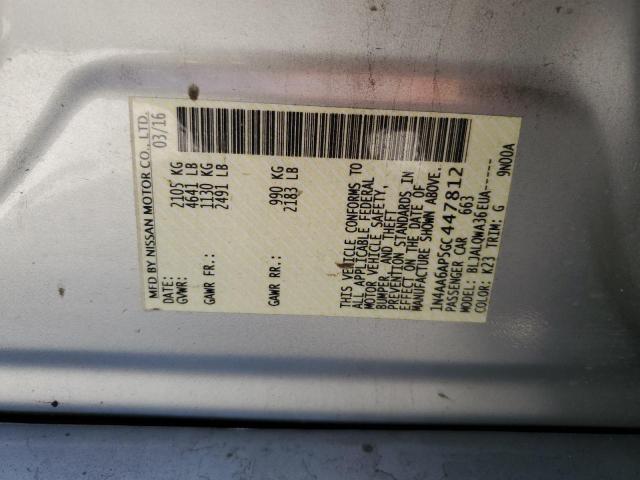 MFD BY NISSAN MOTOR CO., LTD.
DATE: 03/16
GVWR: 2105 KG
4641 LB
GAWR FR.: 1130 KG
2491 LB
GAWR RR.: 990 KG
2183 LB
THIS VEHICLE CONFORMS TO
ALL APPLICABLE FEDERAL
MOTOR VEHICLE SAFETY,
BUMPER, AND THEFT
PREVENTION STANDARDS IN
EFFECT ON THE DATE OF
MANUFACTURE SHOWN ABOVE.
1N4AA6AP5GC447812
PASSENGER CAR 663
MODEL: BLJALQWA36EUA------
COLOR: K23 TRIM: G 9N00A